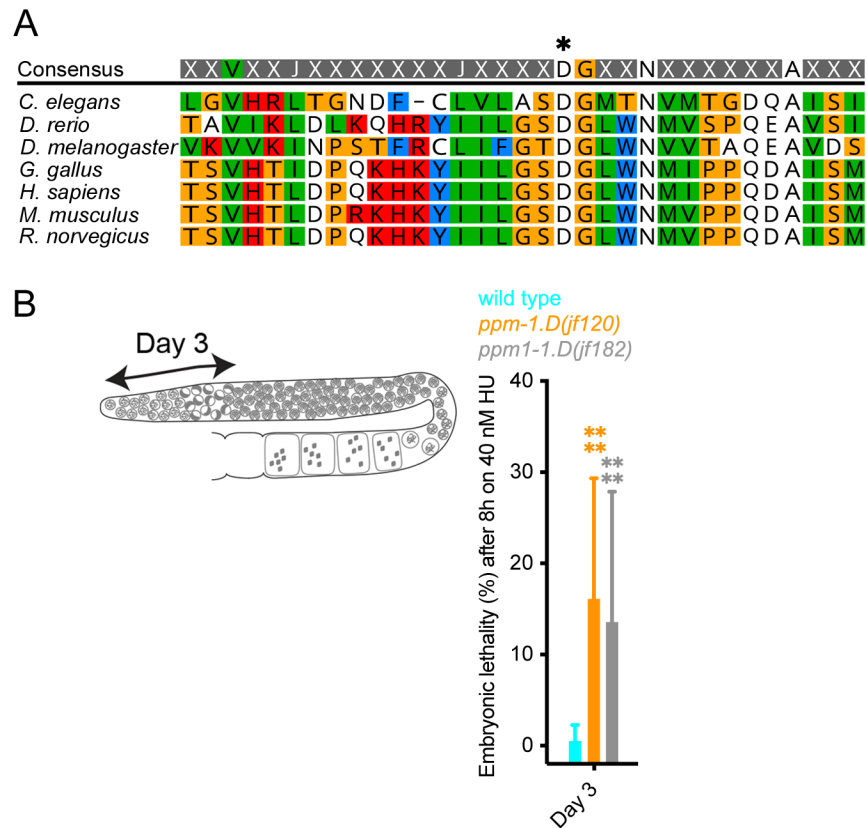 A
*
Consensus X X V X X J X X X X X X X J X X X X D G X X N X X X X X X A X X X
C. elegans L G V H R L T G N D F - C L V L A S D G M T N V M T G D Q A I S I
D. rerio T A V I K L D L K Q H R Y I I L G S D G L W N M V S P Q E A V S I
D. melanogaster V K V V K I N P S T F R C L I F G T D G L W N V V T A Q E A V D S
G. gallus T S V H T I D P Q K H K Y I I L G S D G L W N M I P P Q D A I S M
H. sapiens T S V H T L D P Q K H K Y I I L G S D G L W N M I P P Q D A I S M
M. musculus T S V H T L D P R K H K Y I I L G S D G L W N M V P P Q D A I S M
R. norvegicus T S V H T L D P Q K H K Y I I L G S D G L W N M V P P Q D A I S M
B
Day 3
wild type
ppm-1.D(jf120)
ppm1-1.D(jf182)
Embryonic lethality (%) after 8h on 40 nM HU
40
30
20
10
0
**
**
**
**
Day 3